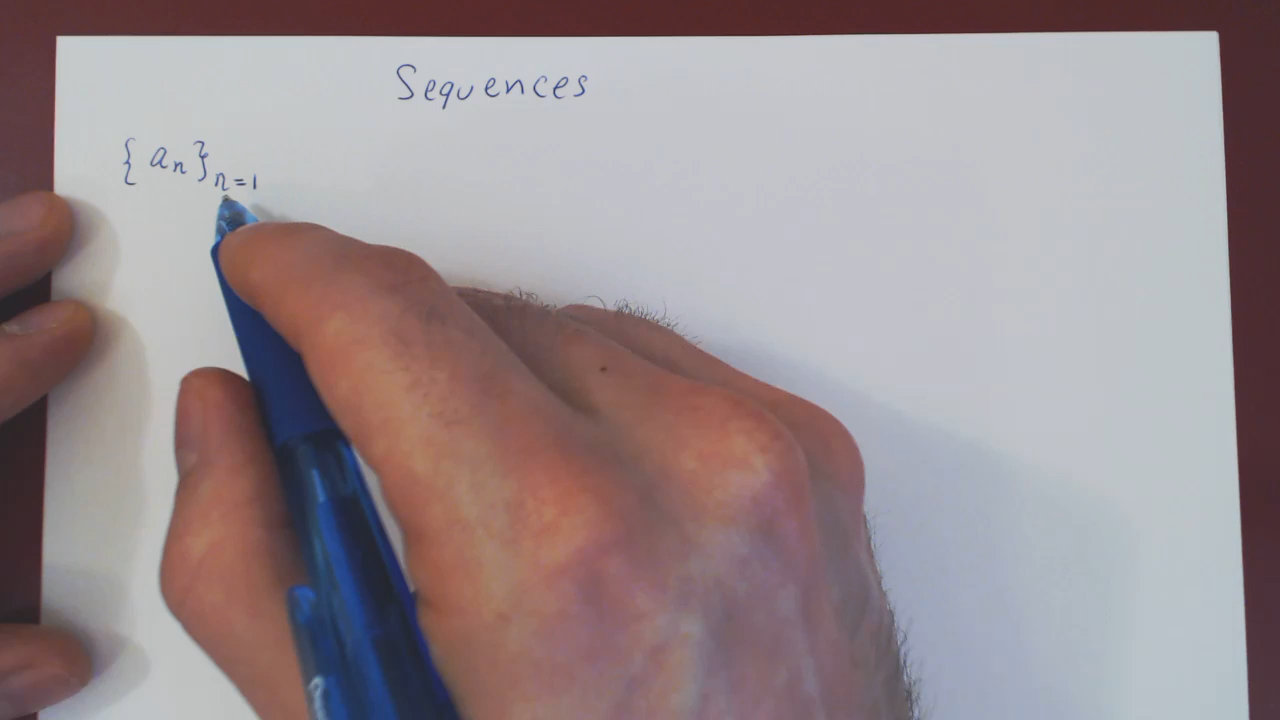 Sequences
{ aₙ }ₙ₌₁